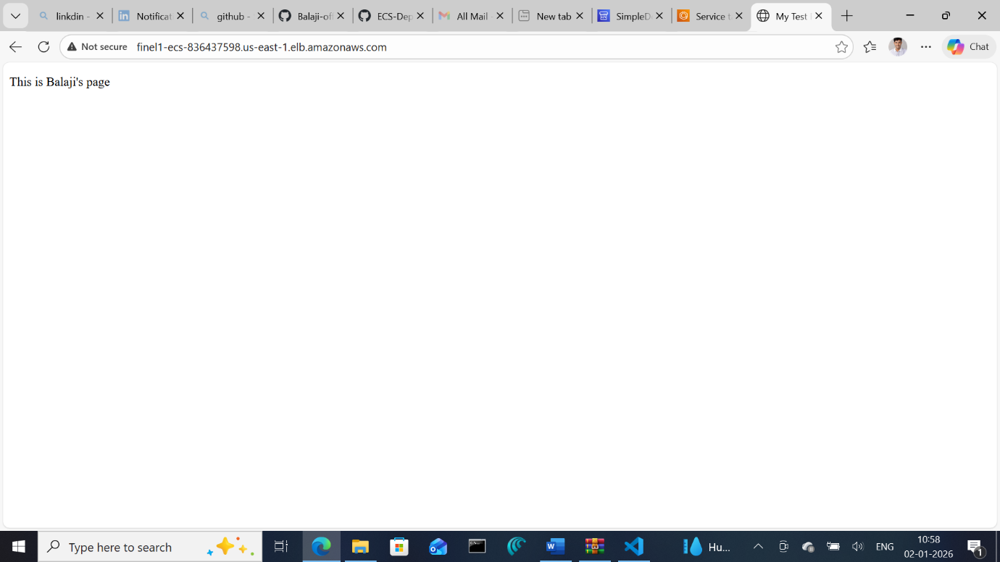 linkdin -
Notificat
github -
Balaji-off
ECS-Dep
All Mail -
New tab
SimpleD
Service t
My Test i
Not secure
finel1-ecs-836437598.us-east-1.elb.amazonaws.com
Chat
This is Balaji's page
Type here to search
Hu...
ENG
10:58
02-01-2026
1